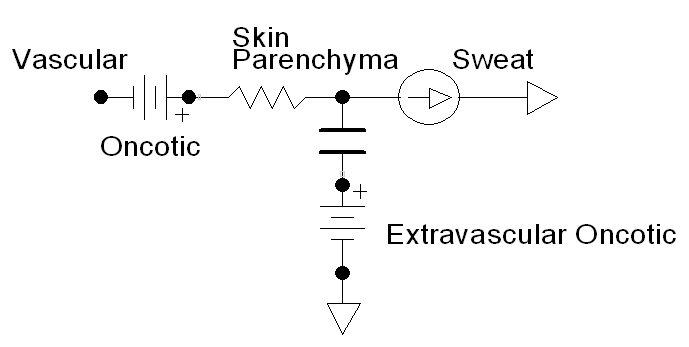 Vascular
Skin
Parenchyma
Sweat
+
Oncotic
+
Extravascular Oncotic